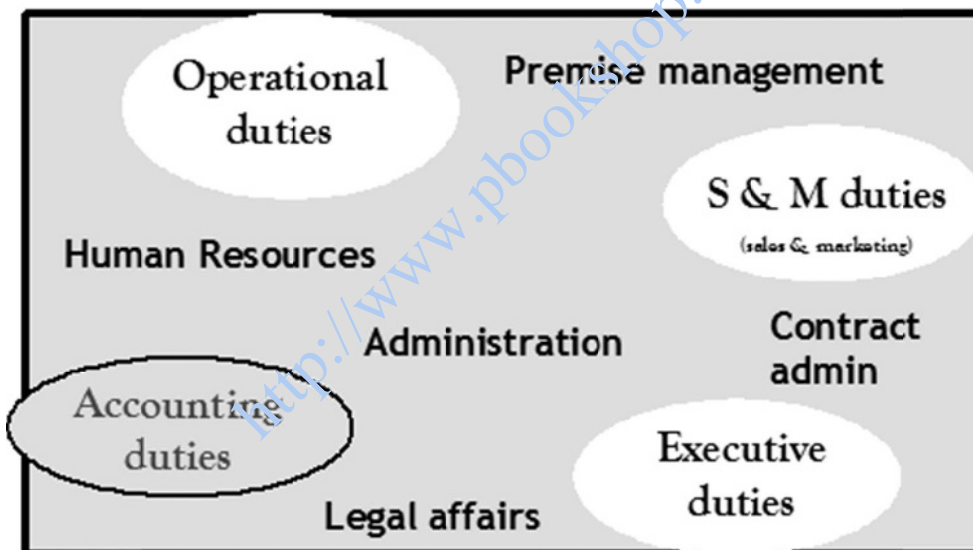 Operational
duties
Premise management
S & M duties
(sales & marketing)
Human Resources
Administration
Contract
admin
Accounting
duties
Executive
duties
Legal affairs
http://www.pbookshop.